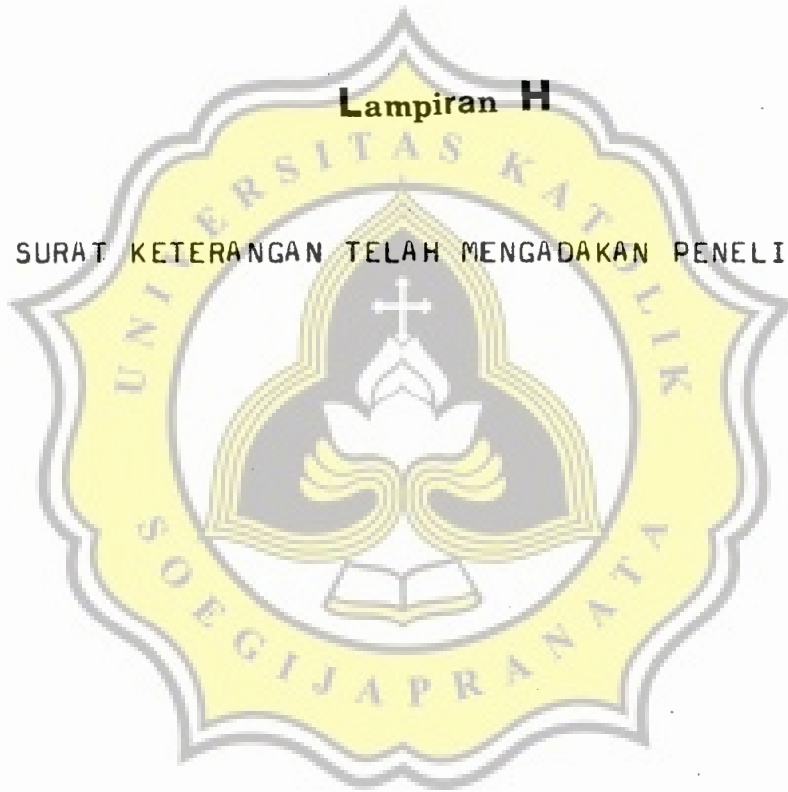 Lampiran H
SURAT KETERANGAN TELAH MENGADAKAN PENELI
UNIVERSITAS KATOLIK
SOEGIJAPRANATA